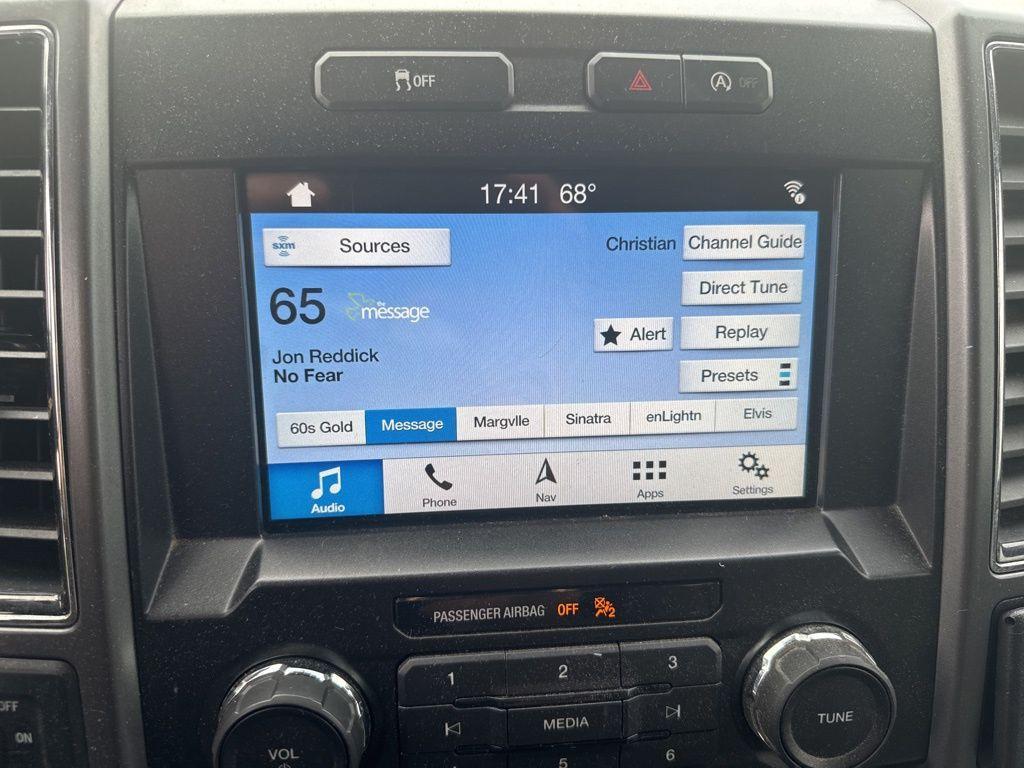 OFF
A OFF
17:41 68°
sxm Sources
Christian Channel Guide
65 the message
Direct Tune
Alert Replay
Jon Reddick
No Fear
Presets
60s Gold Message Margvlle Sinatra enLightn Elvis
Audio Phone Nav Apps Settings
PASSENGER AIRBAG OFF 2
1 2 3
OFF
ON
MEDIA
TUNE
VOL
5 6